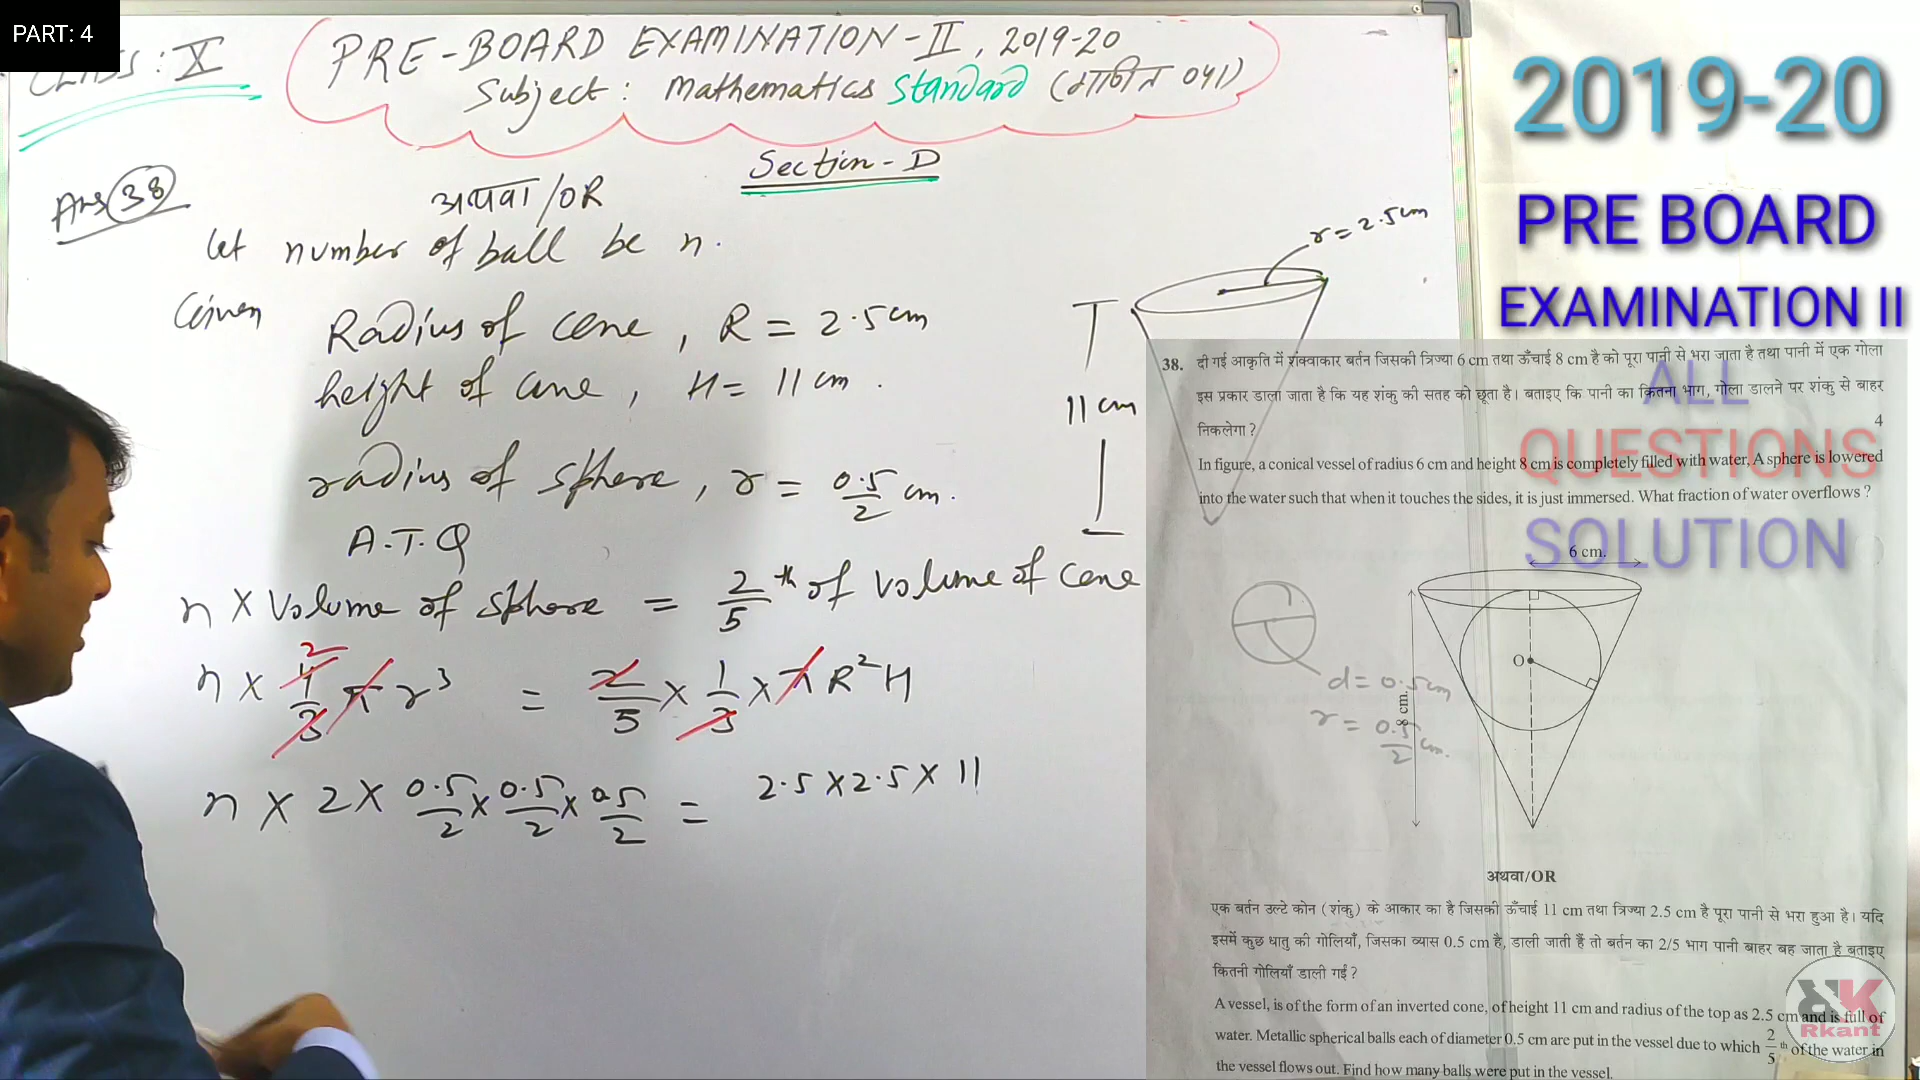 PART: 4
CLASS: X
PRE-BOARD EXAMINATION-II, 2019-20
Subject: Mathematics Standard (गणित 041)
Section-D
Ans 38
अथवा/OR
let number of ball be n.
Given Radius of cone, R = 2.5 cm
height of cone, H = 11 cm.
radius of sphere, r = 0.5/2 cm.
A.T.Q
n × Volume of sphere = 2/5 th of volume of cone
n × 4/3 π r³ = 2/5 × 1/3 × π R² H
2
n × 2 × 0.5/2 × 0.5/2 × 0.5/2 = 2.5 × 2.5 × 11
r = 2.5 cm
11 cm
d = 0.5 cm
r = 0.5/2 cm.
2019-20
PRE BOARD
EXAMINATION II
ALL
QUESTIONS
SOLUTION
38. दी गई आकृति में शंक्वाकार बर्तन जिसकी त्रिज्या 6 cm तथा ऊँचाई 8 cm है को पूरा पानी से भरा जाता है तथा पानी में एक गोला
इस प्रकार डाला जाता है कि यह शंकु की सतह को छूता है। बताइए कि पानी का कितना भाग, गोला डालने पर शंकु से बाहर
निकलेगा ? 4
In figure, a conical vessel of radius 6 cm and height 8 cm is completely filled with water, A sphere is lowered
into the water such that when it touches the sides, it is just immersed. What fraction of water overflows ?
6 cm.
O
8 cm.
अथवा/OR
एक बर्तन उल्टे कोन (शंकु) के आकार का है जिसकी ऊँचाई 11 cm तथा त्रिज्या 2.5 cm है पूरा पानी से भरा हुआ है। यदि
इसमें कुछ धातु की गोलियाँ, जिसका व्यास 0.5 cm है, डाली जाती हैं तो बर्तन का 2/5 भाग पानी बाहर बह जाता है बताइए
कितनी गोलियाँ डाली गईं ?
A vessel, is of the form of an inverted cone, of height 11 cm and radius of the top as 2.5 cm and is full of
water. Metallic spherical balls each of diameter 0.5 cm are put in the vessel due to which 2/5 th of the water in
the vessel flows out. Find how many balls were put in the vessel.
RK
Rkant